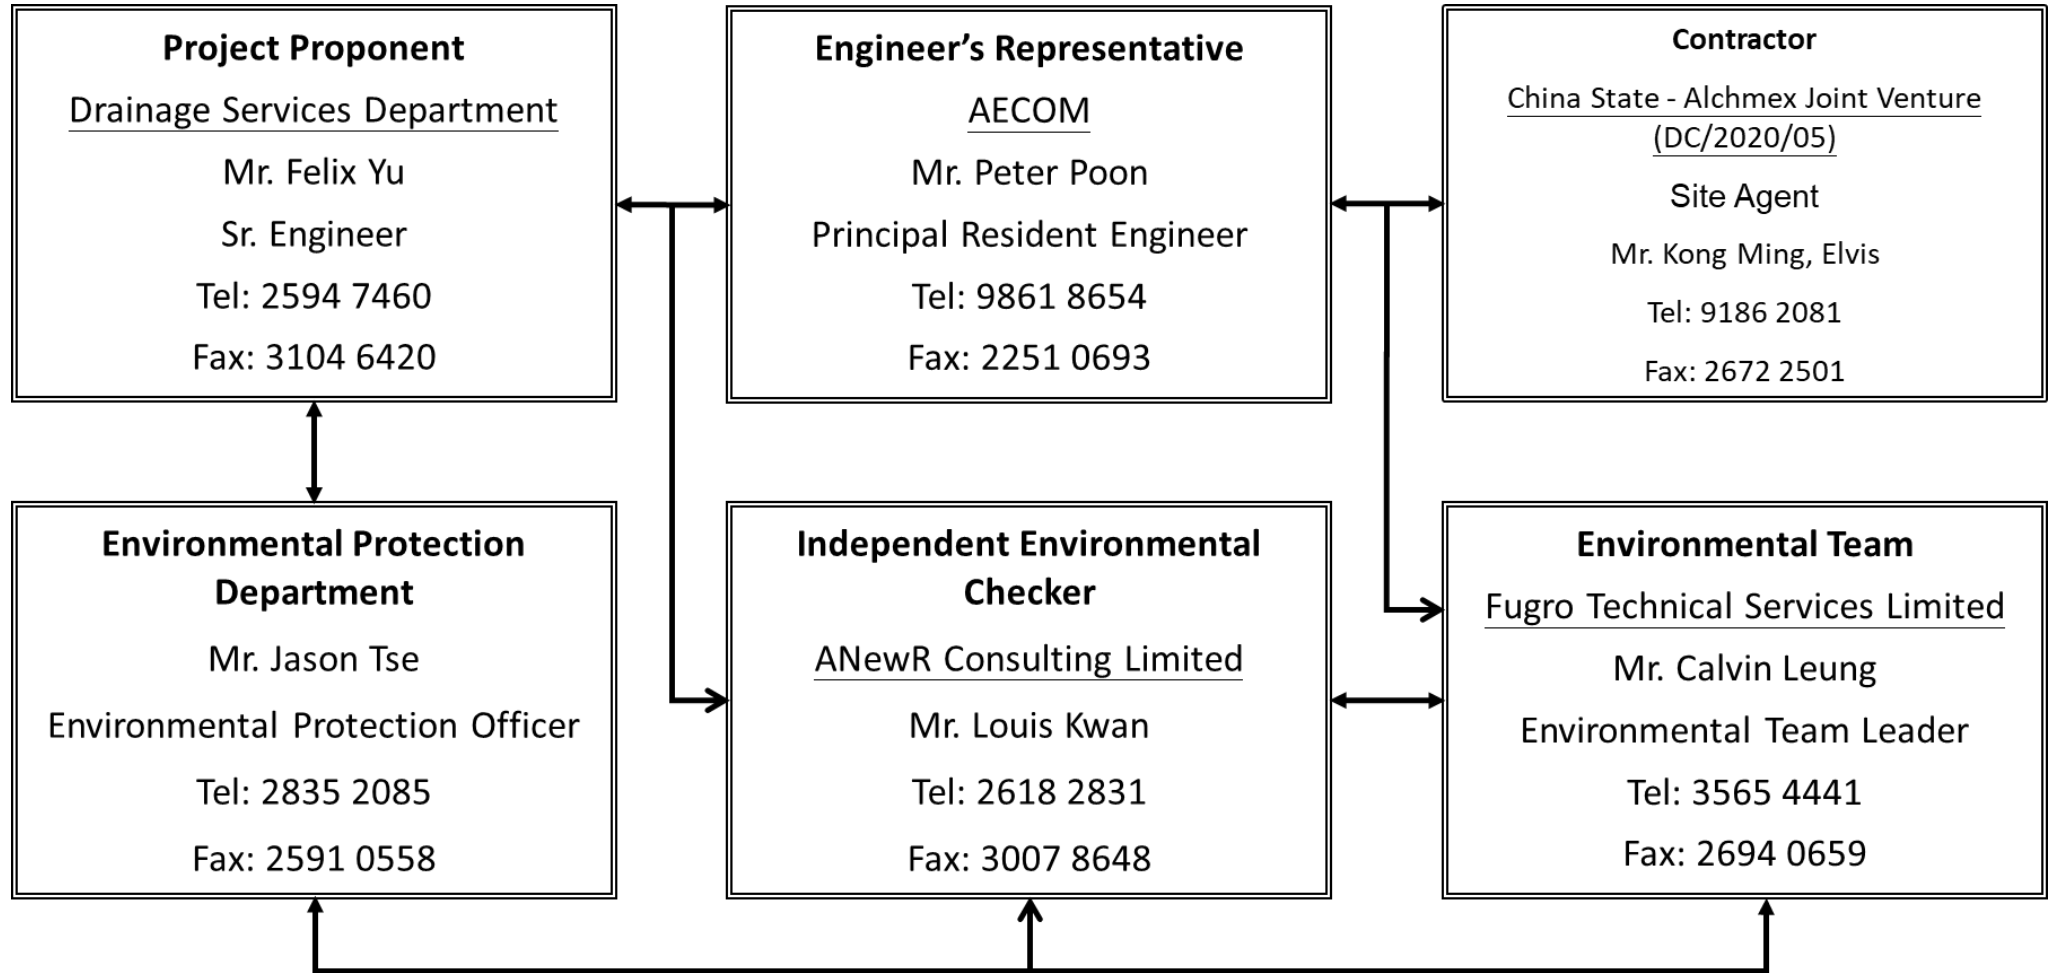 Project Proponent
Drainage Services Department
Mr. Felix Yu
Sr. Engineer
Tel: 2594 7460
Fax: 3104 6420
Engineer’s Representative
AECOM
Mr. Peter Poon
Principal Resident Engineer
Tel: 9861 8654
Fax: 2251 0693
Contractor
China State - Alchmex Joint Venture
(DC/2020/05)
Site Agent
Mr. Kong Ming, Elvis
Tel: 9186 2081
Fax: 2672 2501
Environmental Protection
Department
Mr. Jason Tse
Environmental Protection Officer
Tel: 2835 2085
Fax: 2591 0558
Independent Environmental
Checker
ANewR Consulting Limited
Mr. Louis Kwan
Tel: 2618 2831
Fax: 3007 8648
Environmental Team
Fugro Technical Services Limited
Mr. Calvin Leung
Environmental Team Leader
Tel: 3565 4441
Fax: 2694 0659